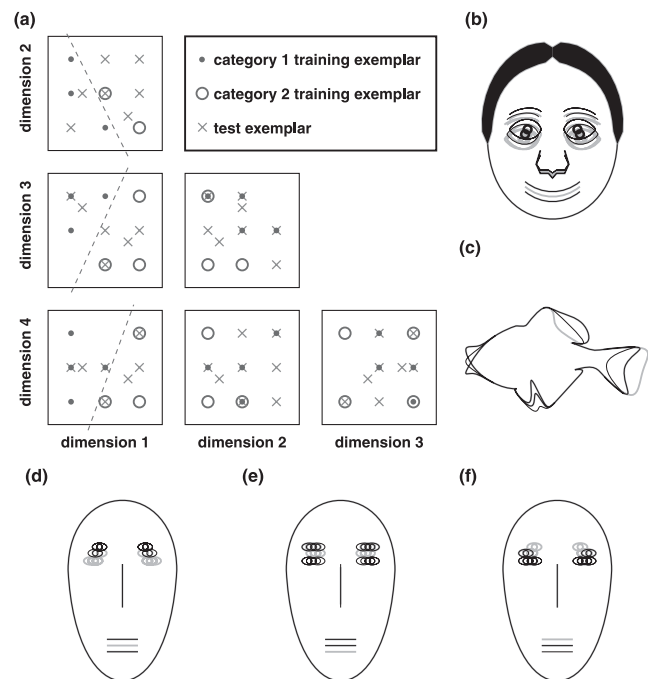 (a)
dimension 2
category 1 training exemplar
category 2 training exemplar
test exemplar
(b)
dimension 3
(c)
dimension 4
dimension 1
dimension 2
dimension 3
(d)
(e)
(f)